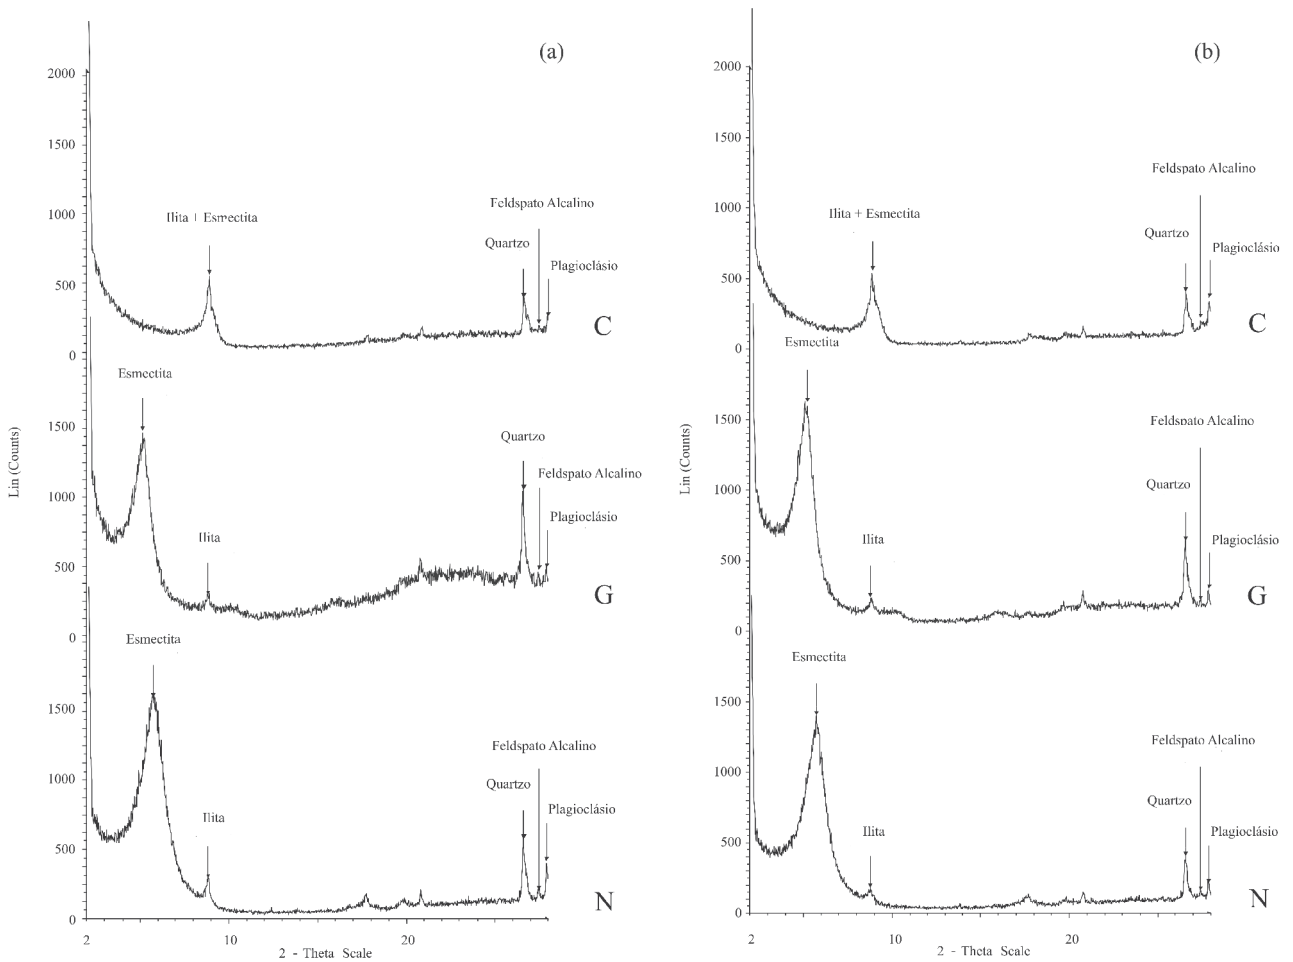 (a)
2000
1500
1000
500
0
Ilita + Esmectita
Feldspato Alcalino
Quartzo
Plagioclásio
C
Esmectita
1500
1000
500
0
Ilita
Quartzo
Feldspato Alcalino
Plagioclásio
G
Esmectita
1500
1000
500
0
Ilita
Feldspato Alcalino
Quartzo
Plagioclásio
N
Lin (Counts)
2
10
20
2 - Theta Scale
(b)
2000
1500
1000
500
0
Ilita + Esmectita
Feldspato Alcalino
Quartzo
Plagioclásio
C
Esmectita
1500
1000
500
0
Ilita
Feldspato Alcalino
Quartzo
Plagioclásio
G
Esmectita
1500
1000
500
0
Ilita
Feldspato Alcalino
Quartzo
Plagioclásio
N
Lin (Counts)
2
10
20
2 - Theta Scale